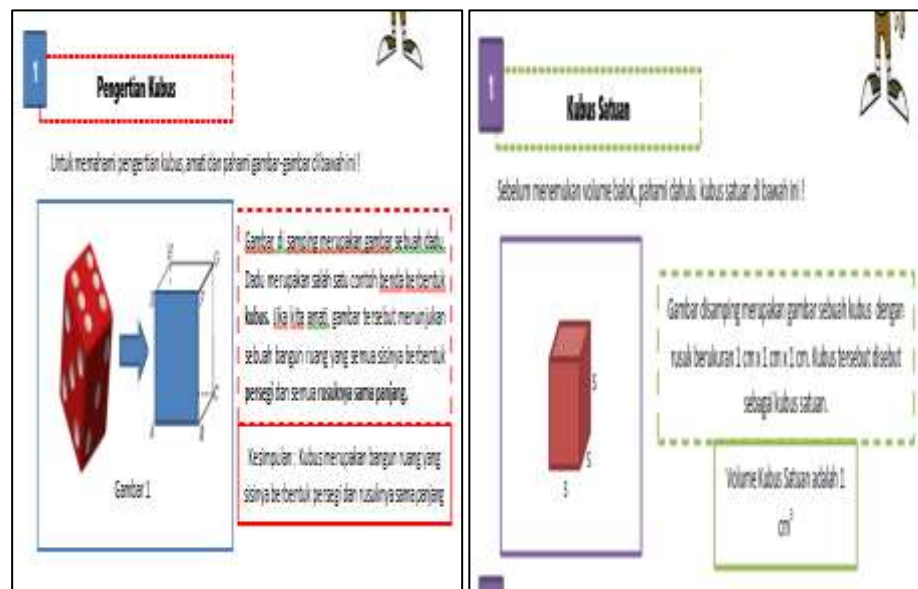 1
Pengertian Kubus
Untuk memahami pengertian kubus, amati dan pahami gambar-gambar di bawah ini !
Gambar 1
Gambar di samping merupakan gambar sebuah dadu.
Dadu merupakan salah satu contoh benda berbentuk
kubus. Jika kita amati, gambar tersebut menunjukan
sebuah bangun ruang yang semua sisinya berbentuk
persegi dan semua rusuknya sama panjang.
Kesimpulan : Kubus merupakan bangun ruang yang
sisinya berbentuk persegi dan rusuknya sama panjang
1
Kubus Satuan
Sebelum menemukan volume balok, pahami dahulu kubus satuan di bawah ini !
S
S
S
Gambar disamping merupakan gambar sebuah kubus dengan
rusuk berukuran 1 cm x 1 cm x 1 cm. Kubus tersebut disebut
sebagai kubus satuan.
Volume Kubus Satuan adalah 1
cm³